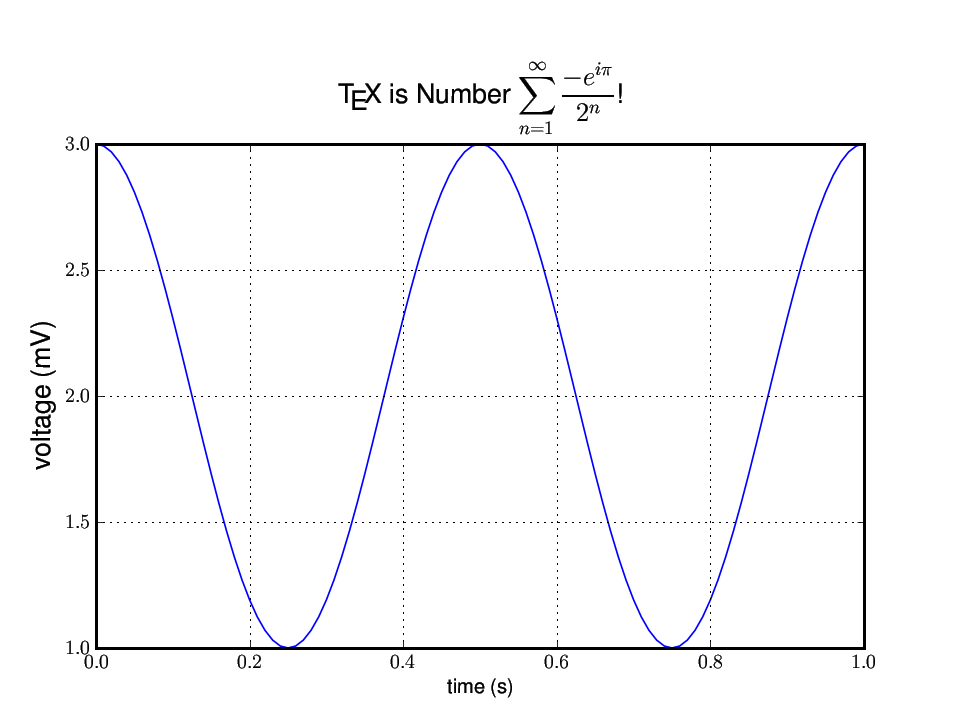 TEX is Number $\sum_{n=1}^{\infty} \frac{-e^{i\pi}}{2^n}$!
3.0
2.5
2.0
1.5
1.0
voltage (mV)
0.0 0.2 0.4 0.6 0.8 1.0
time (s)